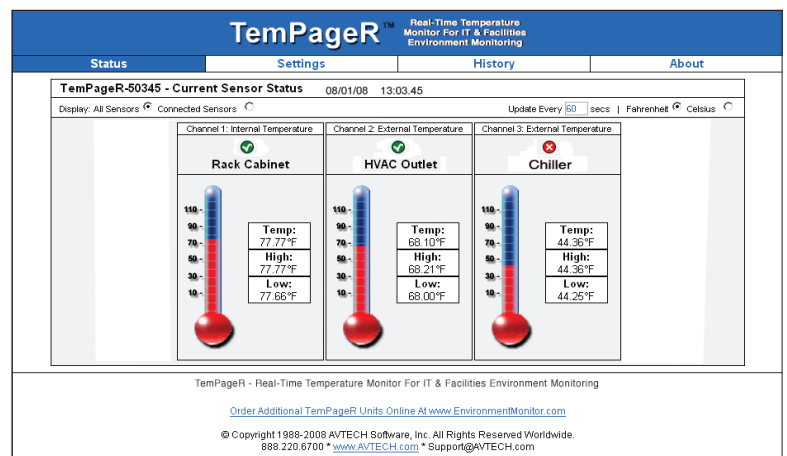 TemPageR™ Real-Time Temperature
Monitor For IT & Facilities
Environment Monitoring
Status Settings History About
TemPageR-50345 - Current Sensor Status 08/01/08 13:03.45
Display: All Sensors Connected Sensors Update Every 60 secs | Fahrenheit Celsius
Channel 1: Internal Temperature
Rack Cabinet
110 -
90 -
70 -
50 -
30 -
10 -
Temp:
77.77°F
High:
77.77°F
Low:
77.66°F
Channel 2: External Temperature
HVAC Outlet
110 -
90 -
70 -
50 -
30 -
10 -
Temp:
68.10°F
High:
68.21°F
Low:
68.00°F
Channel 3: External Temperature
Chiller
110 -
90 -
70 -
50 -
30 -
10 -
Temp:
44.36°F
High:
44.36°F
Low:
44.25°F
TemPageR - Real-Time Temperature Monitor For IT & Facilities Environment Monitoring
Order Additional TemPageR Units Online At www.EnvironmentMonitor.com
© Copyright 1988-2008 AVTECH Software, Inc. All Rights Reserved Worldwide.
888.220.6700 * www.AVTECH.com * Support@AVTECH.com